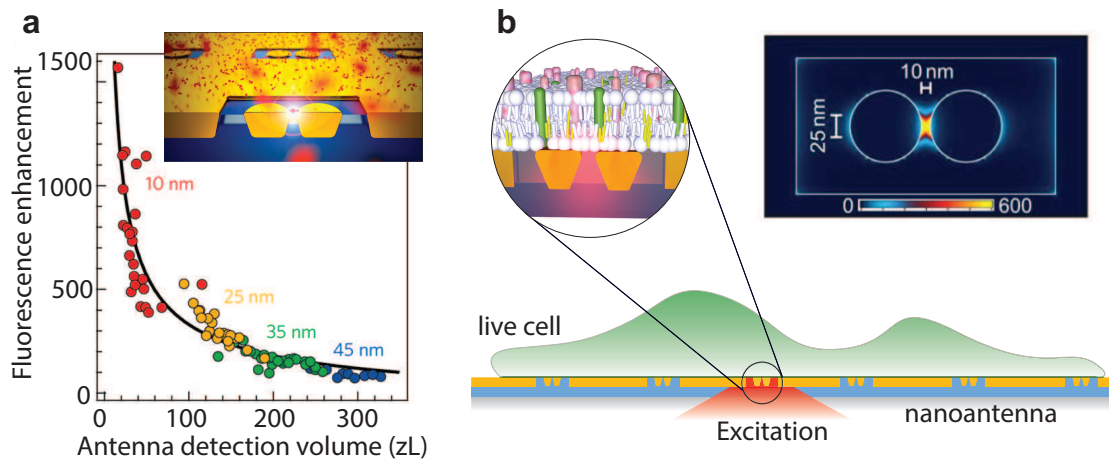 a
Fluorescence enhancement
1500
1000
500
0
10 nm
25 nm
35 nm
45 nm
0
100
200
300
Antenna detection volume (zL)
b
10 nm
25 nm
0
600
live cell
nanoantenna
Excitation